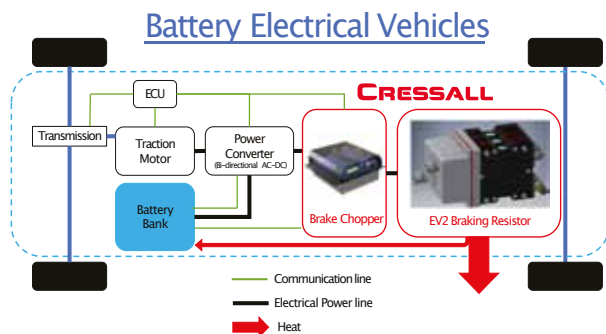 Battery Electrical Vehicles
ECU
CRESSALL
Transmission
Traction
Motor
Power
Converter
(Bi-directional AC-DC)
Battery
Bank
Brake Chopper
EV2 Braking Resistor
Communication line
Electrical Power line
Heat